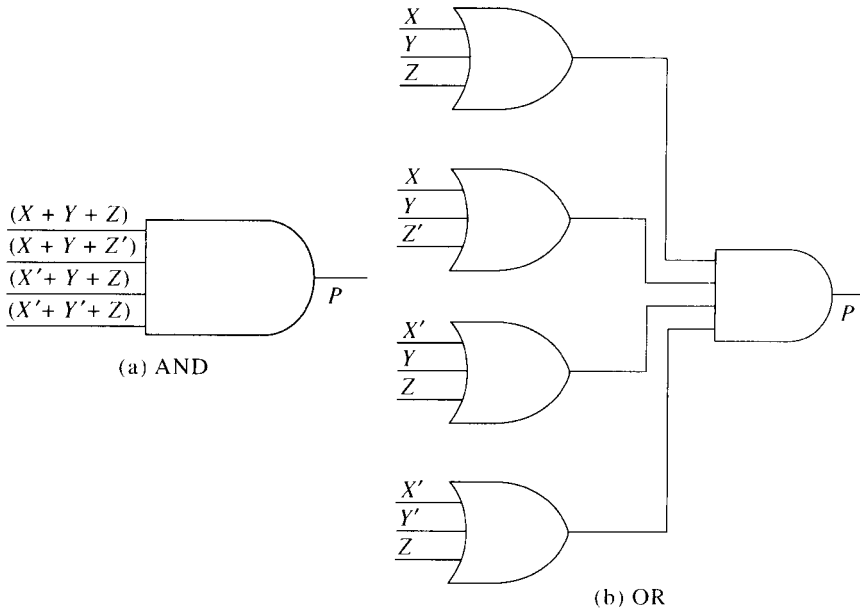 (X + Y + Z)
(X + Y + Z′)
(X′ + Y + Z)
(X′ + Y′ + Z)
P
(a) AND
X
Y
Z
X
Y
Z′
X′
Y
Z
X′
Y′
Z
P
(b) OR